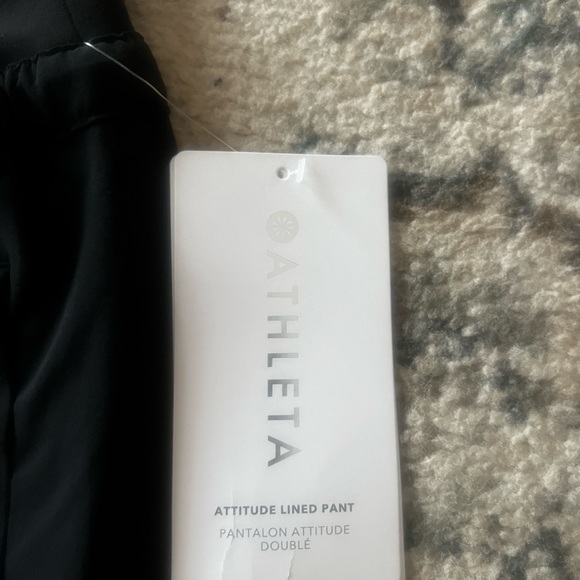 ATHLETA
ATTITUDE LINED PANT
PANTALON ATTITUDE
DOUBLÉ